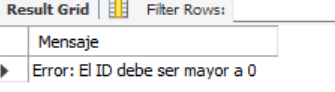 Result Grid Filter Rows:
Mensaje
Error: El ID debe ser mayor a 0